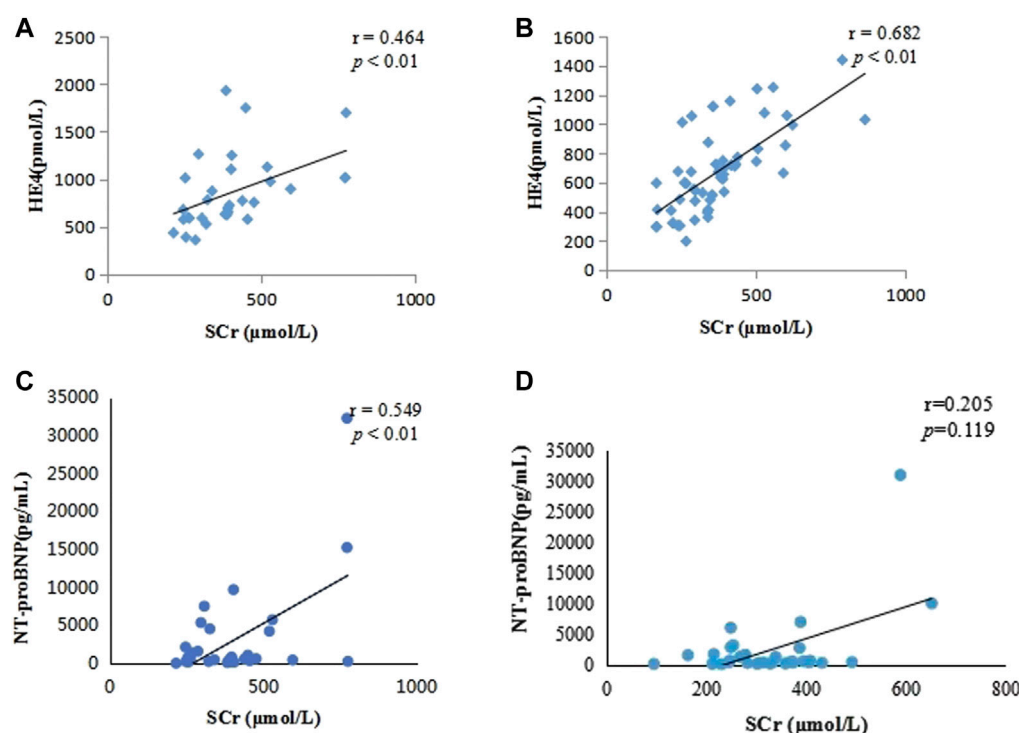 A
r = 0.464
p < 0.01
2500
2000
1500
1000
500
0
HE4(pmol/L)
0 500 1000
SCr (µmol/L)
B
r = 0.682
p < 0.01
1600
1400
1200
1000
800
600
400
200
0
HE4(pmol/L)
0 500 1000
SCr (µmol/L)
C
r = 0.549
p < 0.01
35000
30000
25000
20000
15000
10000
5000
0
NT-proBNP(pg/mL)
0 500 1000
SCr (µmol/L)
D
r=0.205
p=0.119
35000
30000
25000
20000
15000
10000
5000
0
NT-proBNP(pg/mL)
0 200 400 600 800
SCr (µmol/L)